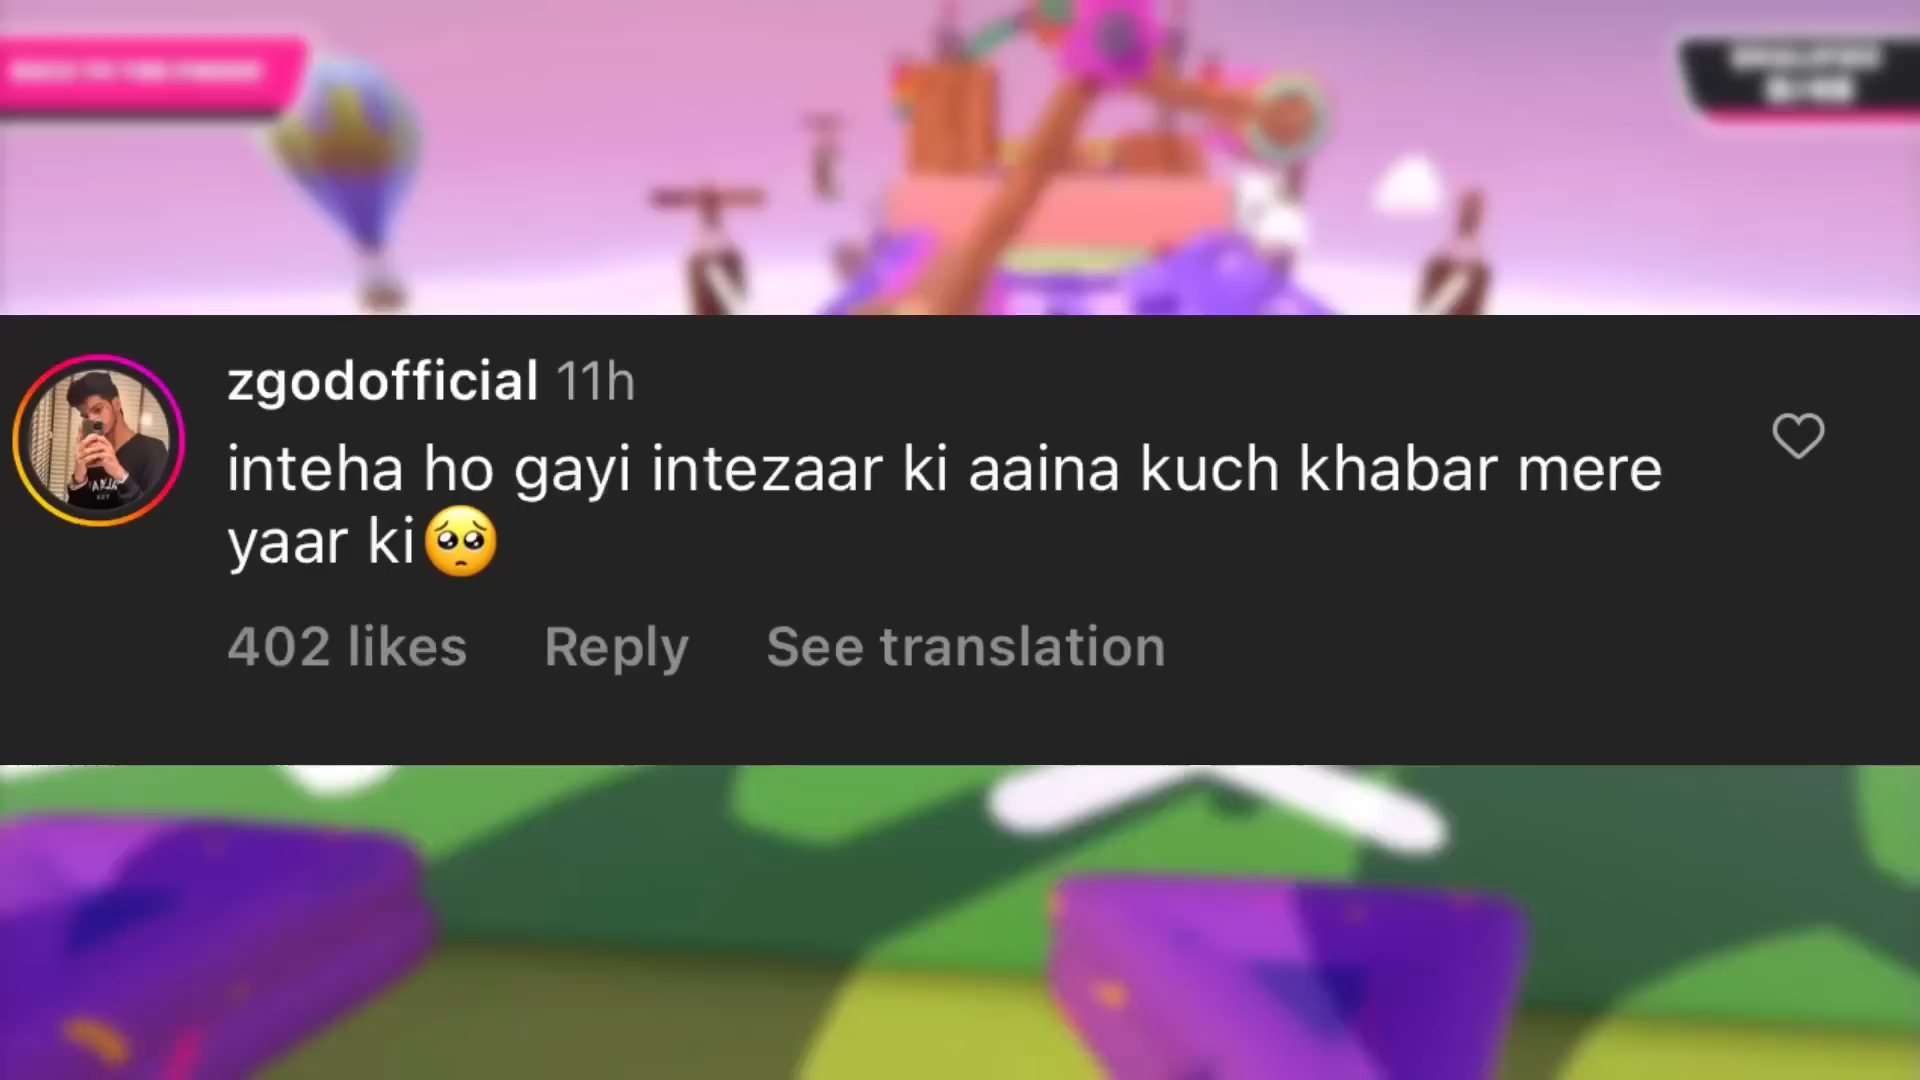 zgodofficial 11h
inteha ho gayi intezaar ki aaina kuch khabar mere
yaar ki🥺
402 likes Reply See translation